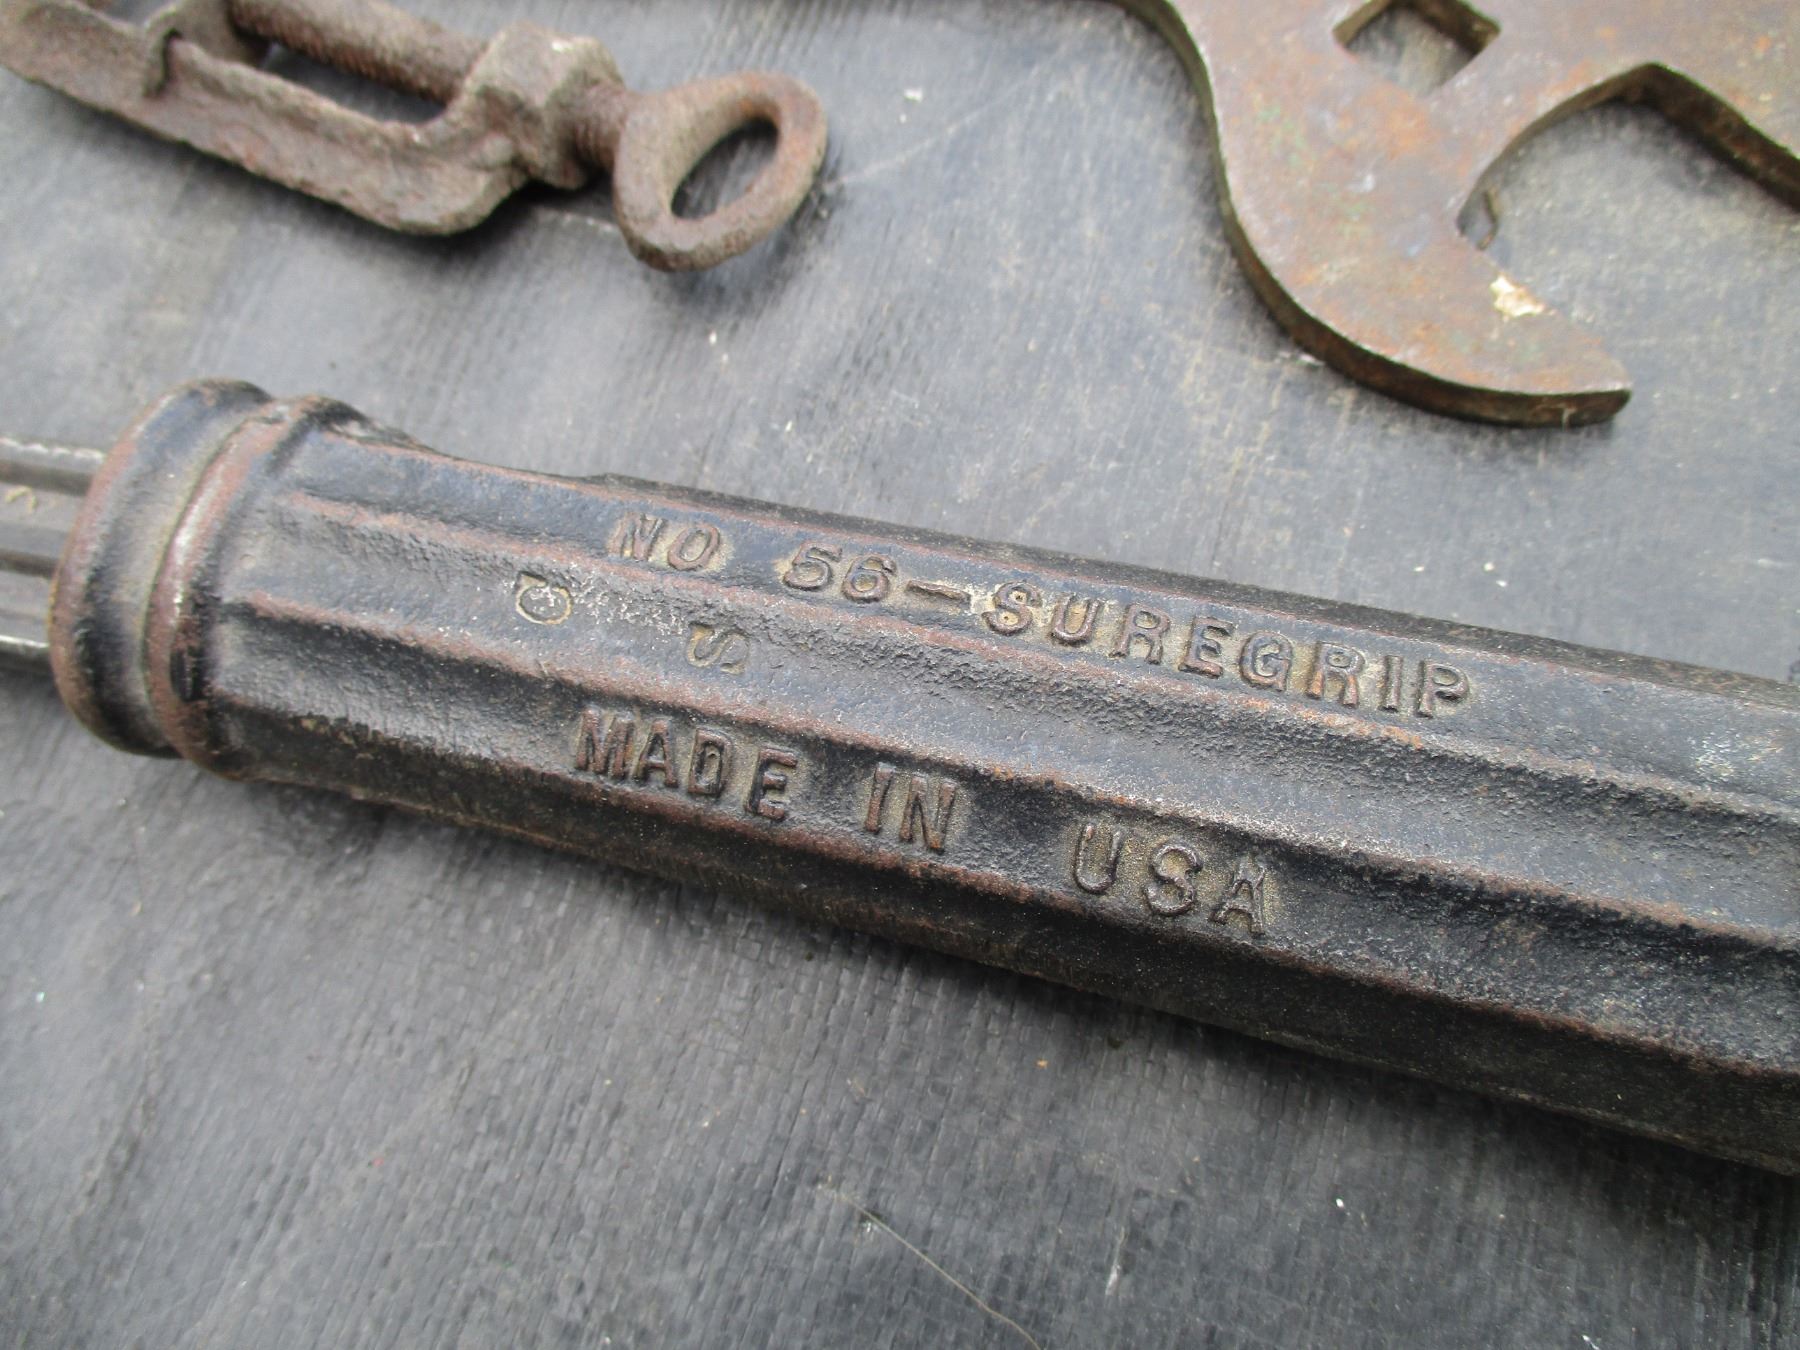 NO 56-SUREGRIP
C S
MADE IN USA